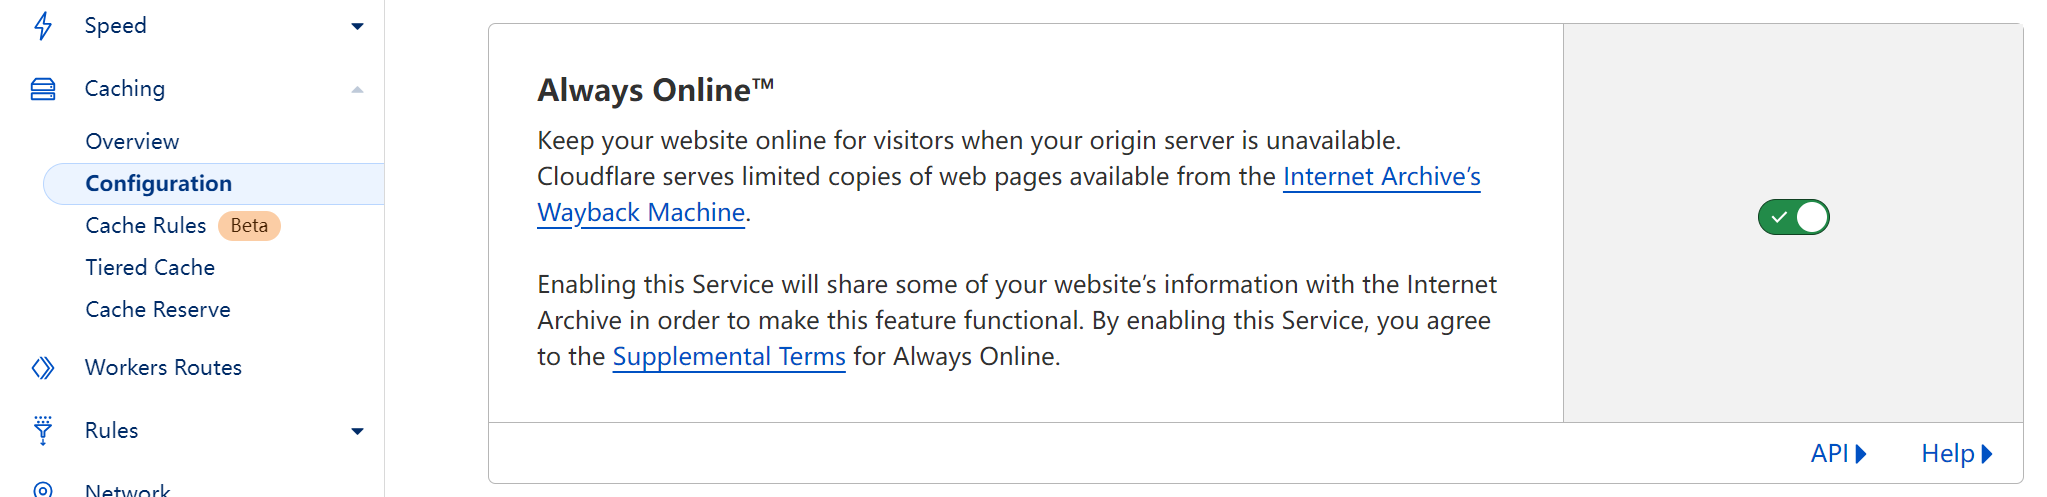 Speed
Caching
Overview
Configuration
Cache Rules Beta
Tiered Cache
Cache Reserve
Workers Routes
Rules
Network
Always Online™
Keep your website online for visitors when your origin server is unavailable.
Cloudflare serves limited copies of web pages available from the Internet Archive’s
Wayback Machine.
Enabling this Service will share some of your website’s information with the Internet
Archive in order to make this feature functional. By enabling this Service, you agree
to the Supplemental Terms for Always Online.
API
Help